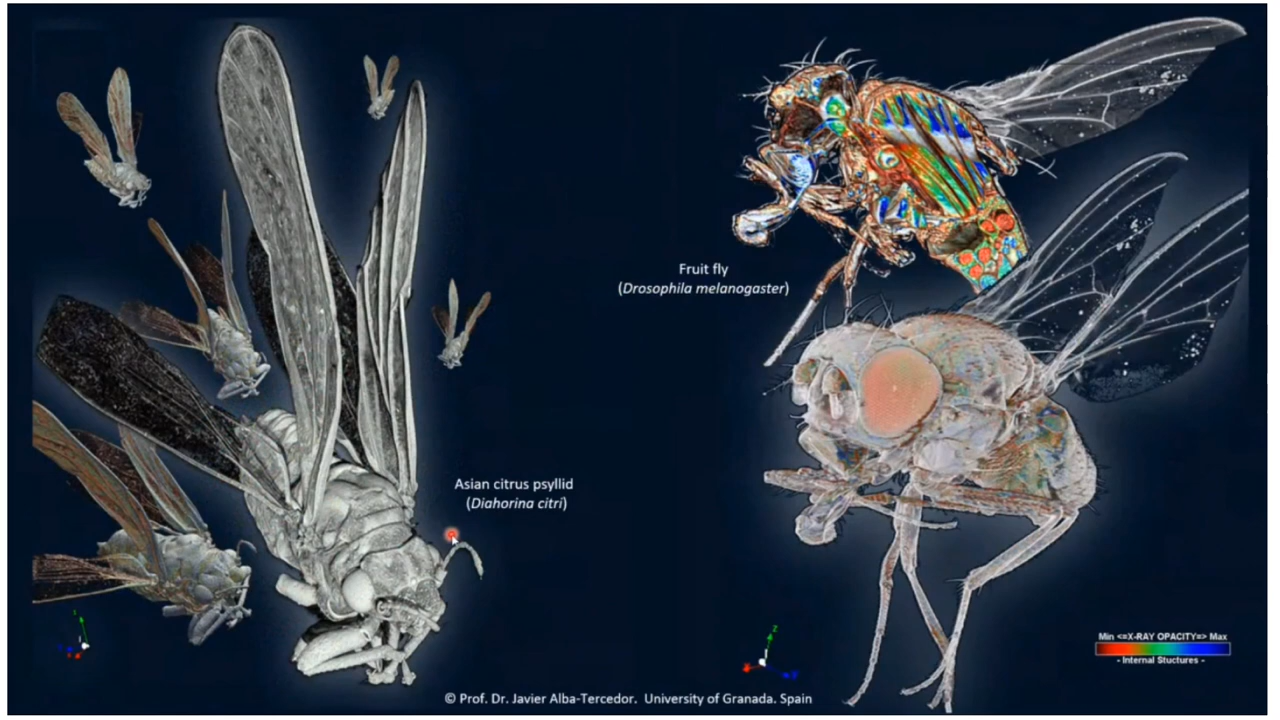 Fruit fly
(Drosophila melanogaster)
Asian citrus psyllid
(Diahorina citri)
Min <=X-RAY OPACITY=> Max
- Internal Stuctures -
© Prof. Dr. Javier Alba-Tercedor. University of Granada. Spain